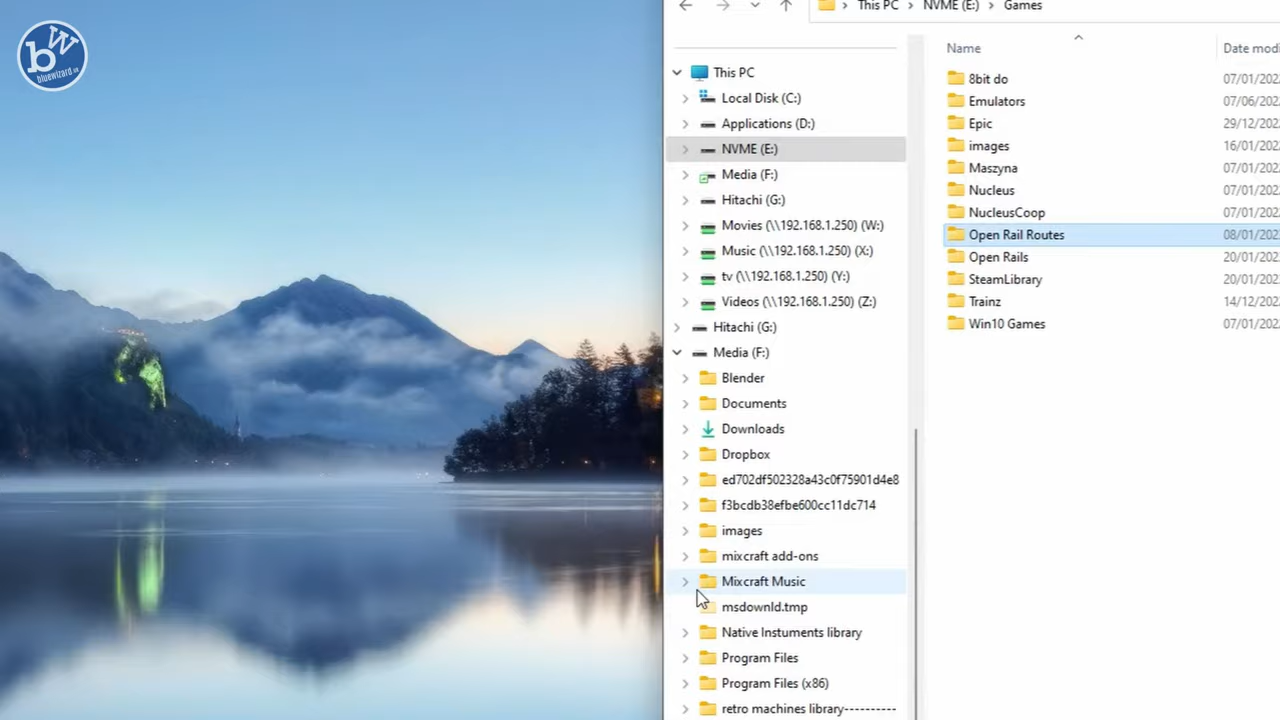 bw
bluewizard
This PC > NVME (E:) > Games
This PC
Local Disk (C:)
Applications (D:)
NVME (E:)
Media (F:)
Hitachi (G:)
Movies (\\192.168.1.250) (W:)
Music (\\192.168.1.250) (X:)
tv (\\192.168.1.250) (Y:)
Videos (\\192.168.1.250) (Z:)
Hitachi (G:)
Media (F:)
Blender
Documents
Downloads
Dropbox
ed702df502328a43c0f75901d4e8
f3bcdb38efbe600cc11dc714
images
mixcraft add-ons
Mixcraft Music
msdownld.tmp
Native Instuments library
Program Files
Program Files (x86)
retro machines library----------
Name Date modi
8bit do 07/01/202
Emulators 07/06/202
Epic 29/12/202
images 16/01/202
Maszyna 07/01/202
Nucleus 07/01/202
NucleusCoop 07/01/202
Open Rail Routes 08/01/202
Open Rails 20/01/202
SteamLibrary 20/01/202
Trainz 14/12/202
Win10 Games 07/01/202